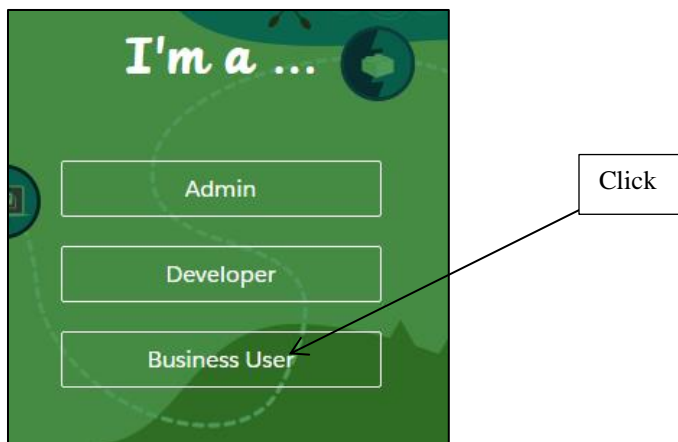 I'm a ...
Admin
Click
Developer
Business User